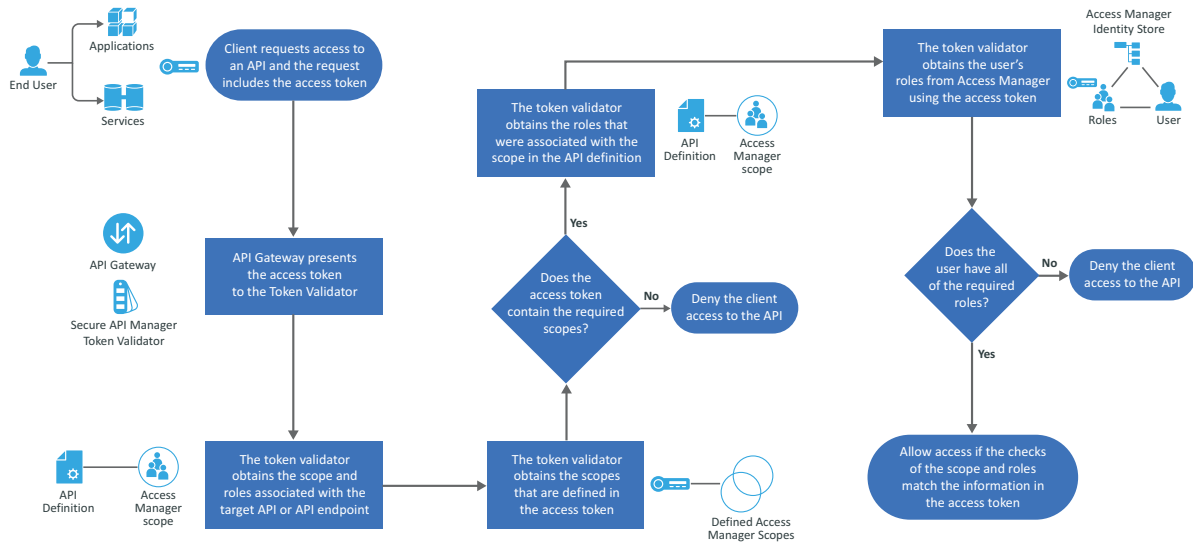 Applications
End User
Services
Client requests access to
an API and the request
includes the access token
API Gateway
Secure API Manager
Token Validator
API Gateway presents
the access token
to the Token Validator
API
Definition
Access
Manager
scope
The token validator
obtains the scope and
roles associated with the
target API or API endpoint
The token validator
obtains the scopes
that are defined in
the access token
Defined Access
Manager Scopes
Does the
access token
contain the required
scopes?
No
Deny the client
access to the API
Yes
The token validator
obtains the roles that
were associated with the
scope in the API definition
API
Definition
Access
Manager
scope
The token validator
obtains the user's
roles from Access Manager
using the access token
Access Manager
Identity Store
Roles
User
Does the
user have all
of the required
roles?
No
Deny the client
access to the API
Yes
Allow access if the checks
of the scope and roles
match the information in
the access token